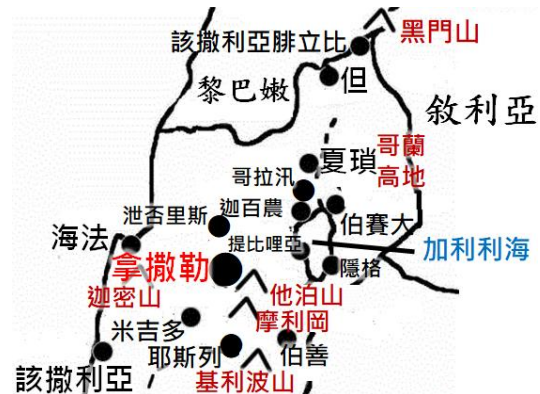 黑門山
該撒利亞腓立比
但
黎巴嫩
敘利亞
夏瑣
哥蘭
高地
哥拉汛
迦百農
伯賽大
泄否里斯
海法
提比哩亞
加利利海
隱格
拿撒勒
迦密山
他泊山
摩利岡
米吉多
耶斯列
伯善
該撒利亞
基利波山